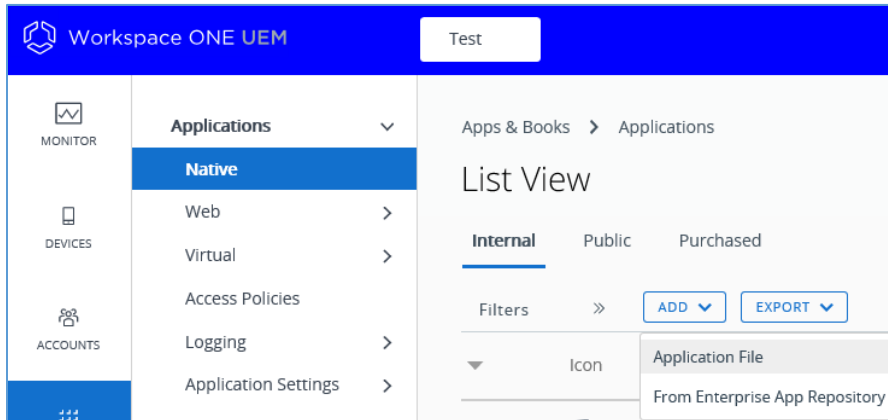 Workspace ONE UEM
Test
MONITOR
DEVICES
ACCOUNTS
Applications
Native
Web
Virtual
Access Policies
Logging
Application Settings
Apps & Books > Applications
List View
Internal Public Purchased
Filters » ADD EXPORT
Icon
Application File
From Enterprise App Repository